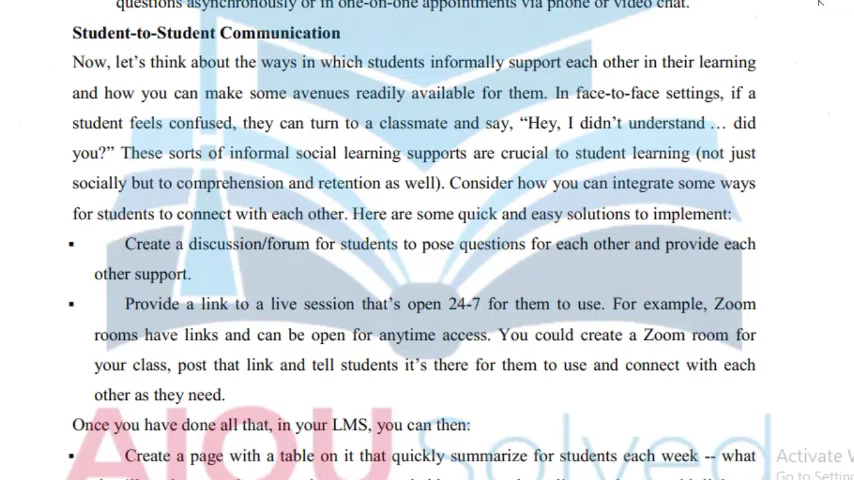 questions asynchronously or in one-on-one appointments via phone or video chat.
Student-to-Student Communication
Now, let's think about the ways in which students informally support each other in their learning
and how you can make some avenues readily available for them. In face-to-face settings, if a
student feels confused, they can turn to a classmate and say, “Hey, I didn't understand … did
you?” These sorts of informal social learning supports are crucial to student learning (not just
socially but to comprehension and retention as well). Consider how you can integrate some ways
for students to connect with each other. Here are some quick and easy solutions to implement:
▪ Create a discussion/forum for students to pose questions for each other and provide each
other support.
▪ Provide a link to a live session that's open 24-7 for them to use. For example, Zoom
rooms have links and can be open for anytime access. You could create a Zoom room for
your class, post that link and tell students it's there for them to use and connect with each
other as they need.
Once you have done all that, in your LMS, you can then:
▪ Create a page with a table on it that quickly summarize for students each week -- what
AIOU Solved
Activate
Go to Setting